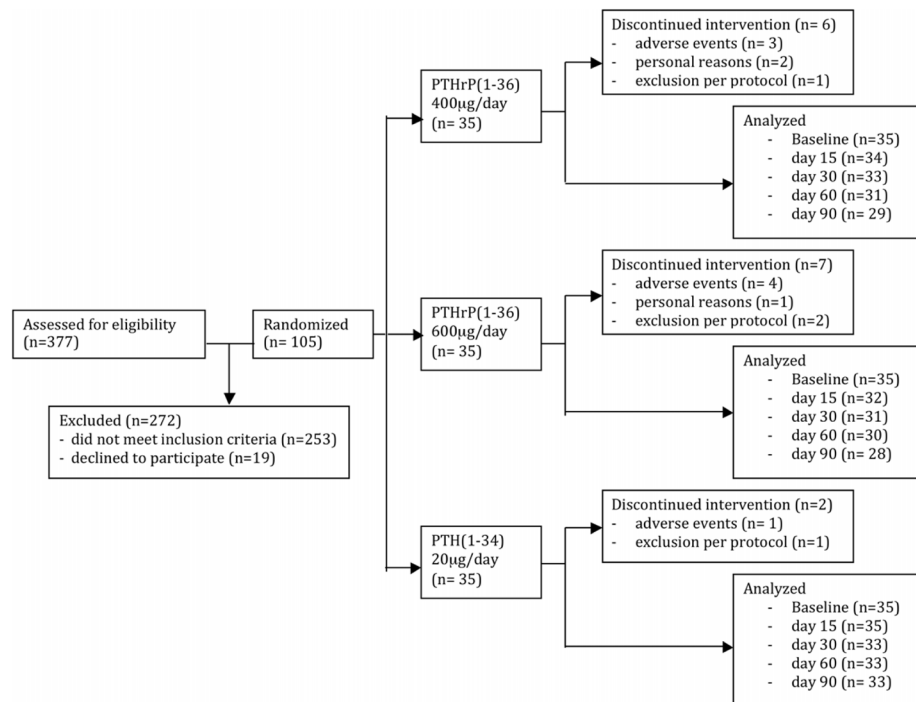 Assessed for eligibility
(n=377)
Randomized
(n= 105)
Excluded (n=272)
- did not meet inclusion criteria (n=253)
- declined to participate (n=19)
PTHrP(1-36)
400μg/day
(n= 35)
Discontinued intervention (n= 6)
- adverse events (n= 3)
- personal reasons (n=2)
- exclusion per protocol (n=1)
Analyzed
- Baseline (n=35)
- day 15 (n=34)
- day 30 (n=33)
- day 60 (n=31)
- day 90 (n= 29)
PTHrP(1-36)
600μg/day
(n= 35)
Discontinued intervention (n=7)
- adverse events (n= 4)
- personal reasons (n=1)
- exclusion per protocol (n=2)
Analyzed
- Baseline (n=35)
- day 15 (n=32)
- day 30 (n=31)
- day 60 (n=30)
- day 90 (n= 28)
PTH(1-34)
20μg/day
(n= 35)
Discontinued intervention (n=2)
- adverse events (n= 1)
- exclusion per protocol (n=1)
Analyzed
- Baseline (n=35)
- day 15 (n=35)
- day 30 (n=33)
- day 60 (n=33)
- day 90 (n= 33)